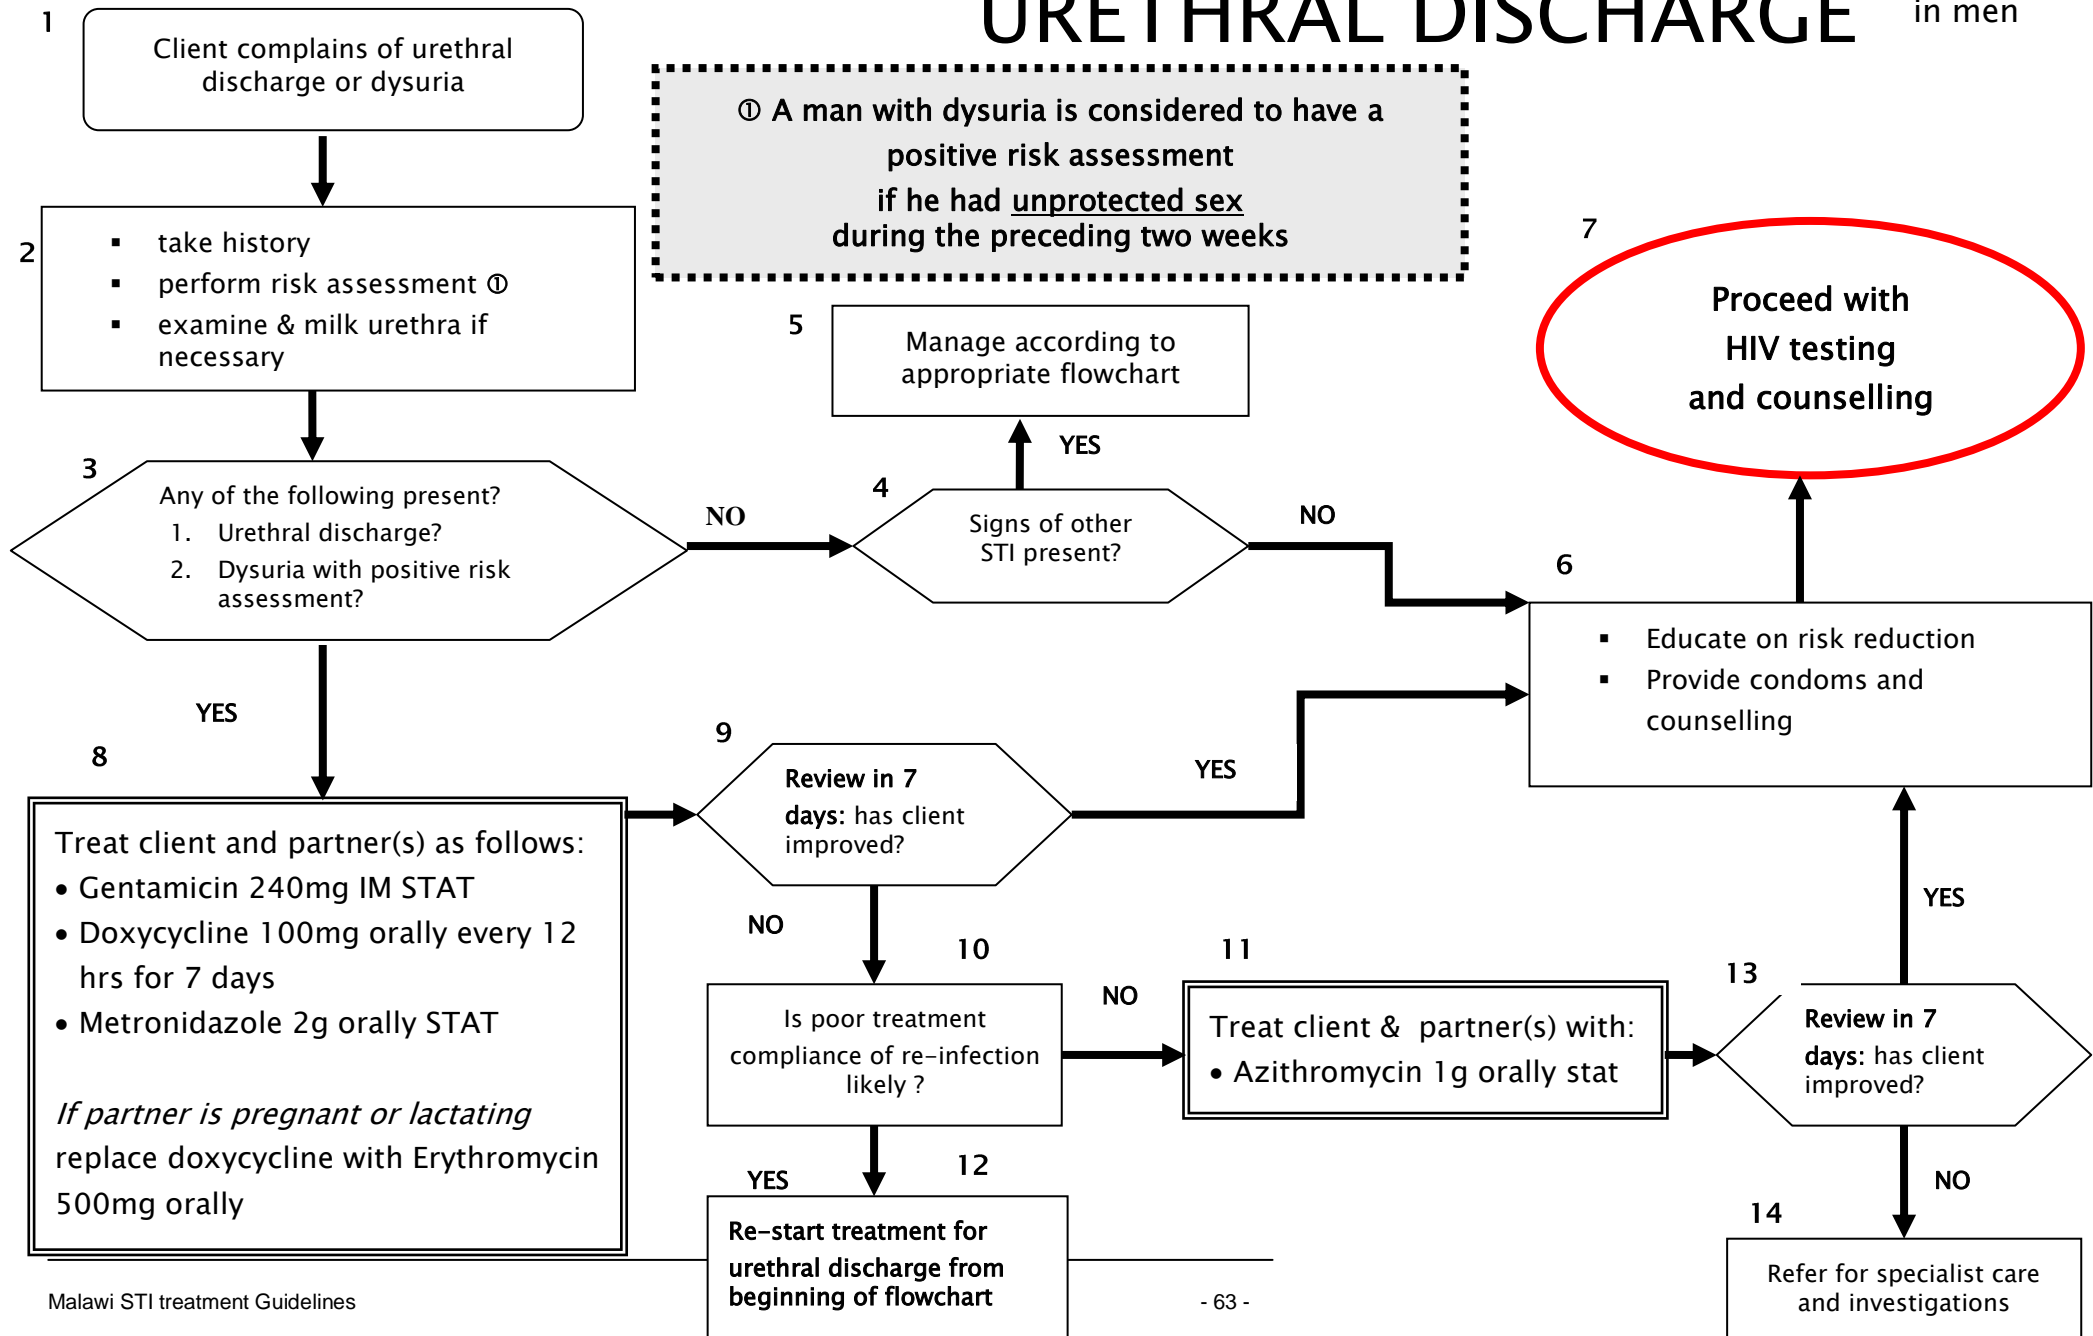 URETHRAL DISCHARGE in men
1
Client complains of urethral
discharge or dysuria
① A man with dysuria is considered to have a
positive risk assessment
if he had unprotected sex
during the preceding two weeks
2
▪ take history
▪ perform risk assessment ①
▪ examine & milk urethra if
necessary
3
Any of the following present?
1. Urethral discharge?
2. Dysuria with positive risk
assessment?
NO
4
Signs of other
STI present?
YES
5
Manage according to
appropriate flowchart
NO
6
▪ Educate on risk reduction
▪ Provide condoms and
counselling
7
Proceed with
HIV testing
and counselling
YES
8
Treat client and partner(s) as follows:
• Gentamicin 240mg IM STAT
• Doxycycline 100mg orally every 12
hrs for 7 days
• Metronidazole 2g orally STAT
If partner is pregnant or lactating
replace doxycycline with Erythromycin
500mg orally
9
Review in 7
days: has client
improved?
YES
NO
10
Is poor treatment
compliance of re-infection
likely ?
NO
11
Treat client & partner(s) with:
• Azithromycin 1g orally stat
YES
12
Re-start treatment for
urethral discharge from
beginning of flowchart
13
Review in 7
days: has client
improved?
YES
NO
14
Refer for specialist care
and investigations
Malawi STI treatment Guidelines
- 63 -